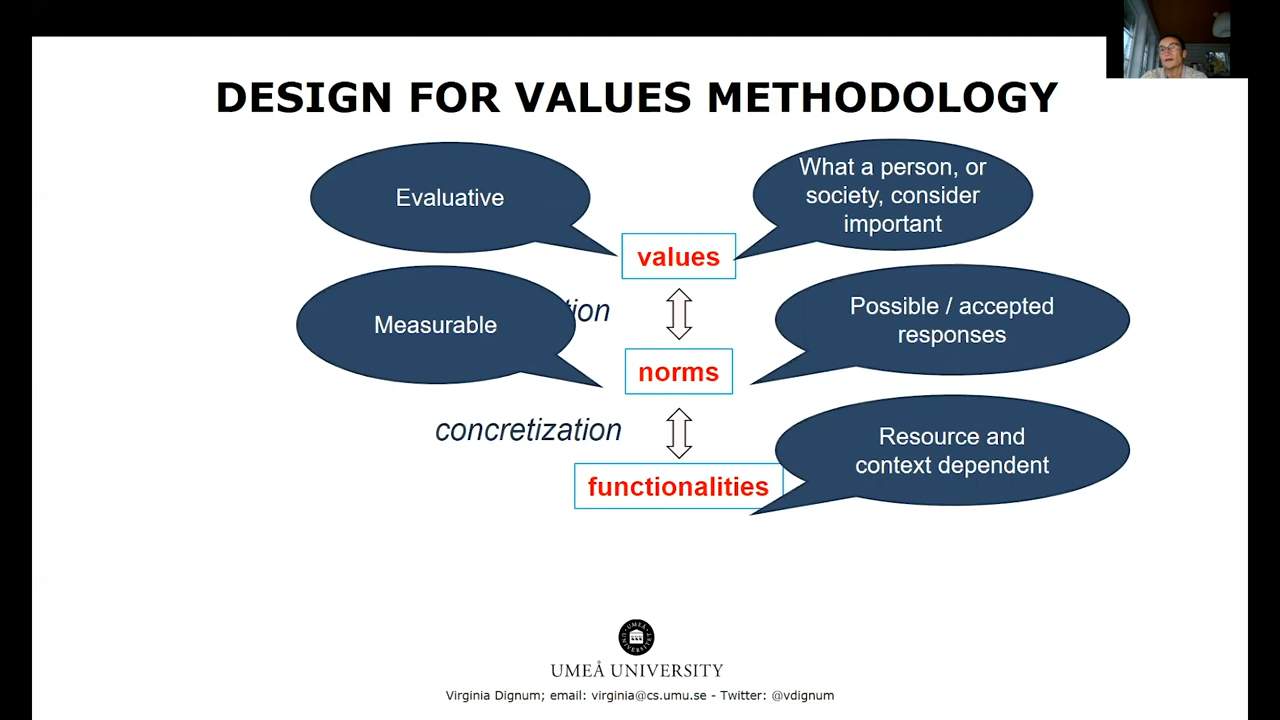 DESIGN FOR VALUES METHODOLOGY
Evaluative
What a person, or
society, consider
important
values
Measurable
tion
Possible / accepted
responses
norms
concretization
Resource and
context dependent
functionalities
UMEÅ UNIVERSITY
Virginia Dignum; email: virginia@cs.umu.se - Twitter: @vdignum